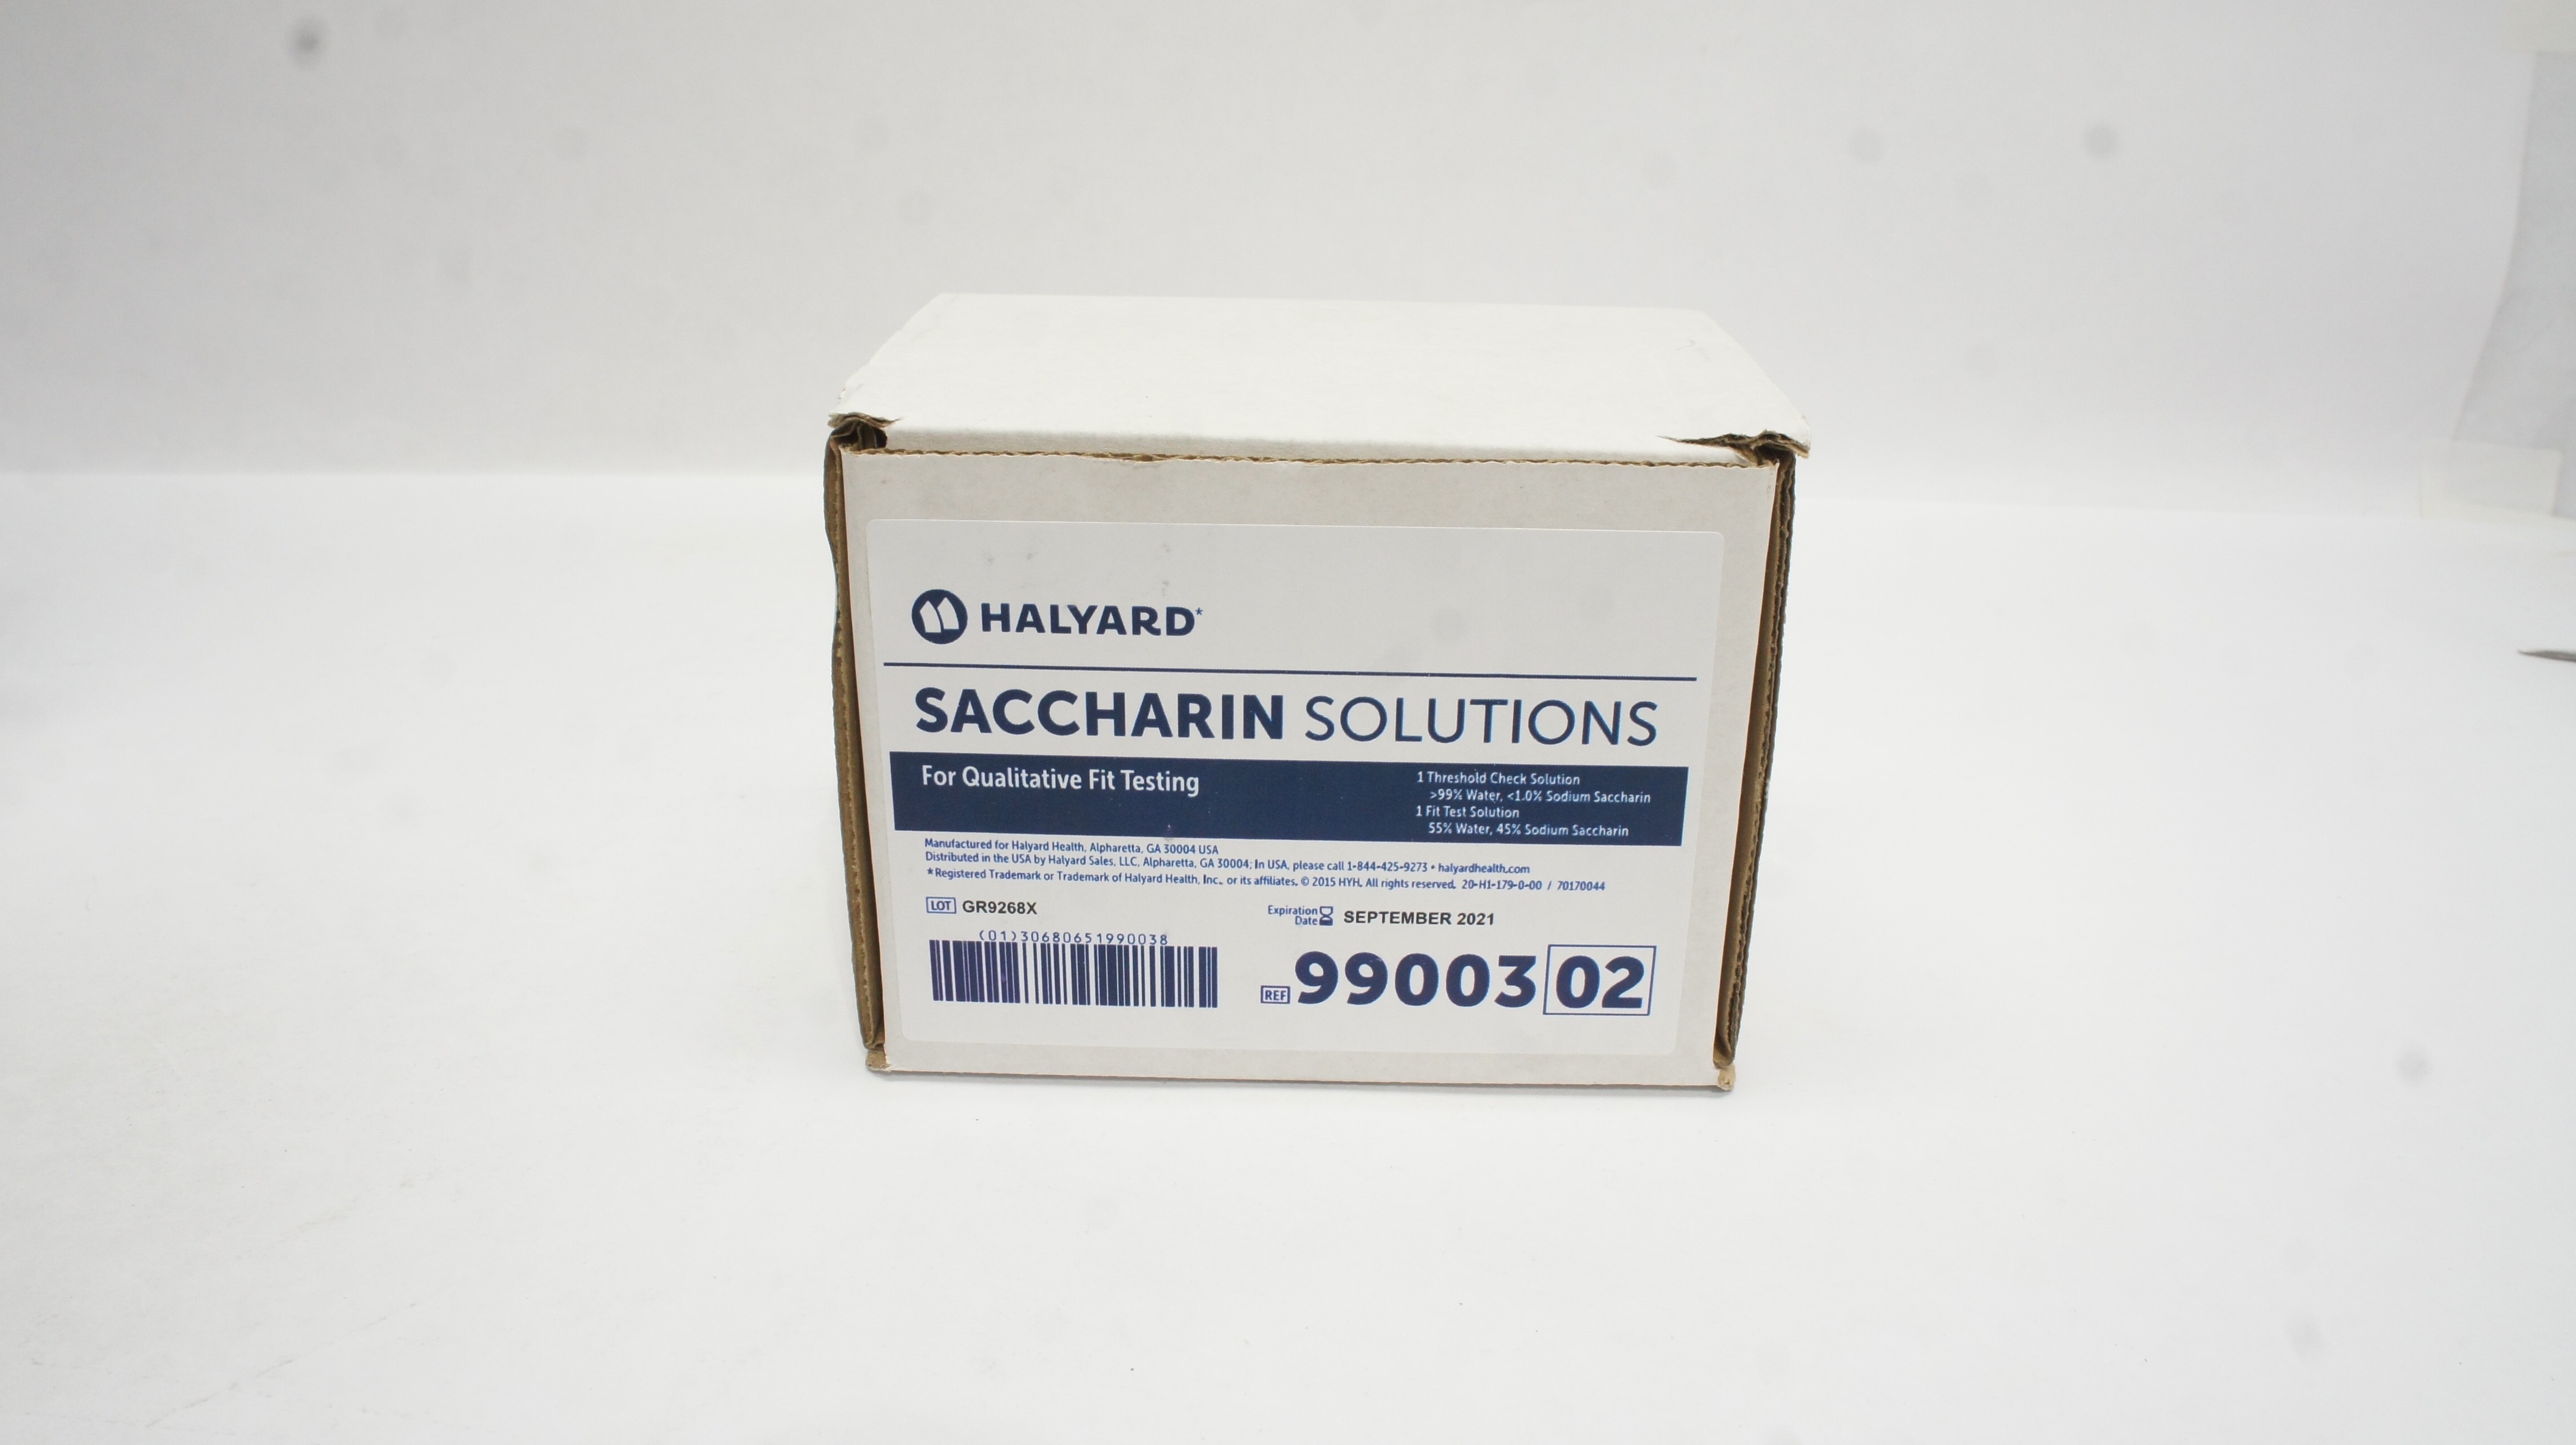 HALYARD*
SACCHARIN SOLUTIONS
For Qualitative Fit Testing
1 Threshold Check Solution
>99% Water, <1.0% Sodium Saccharin
1 Fit Test Solution
55% Water, 45% Sodium Saccharin
Manufactured for Halyard Health, Alpharetta, GA 30004 USA
Distributed in the USA by Halyard Sales, LLC, Alpharetta, GA 30004; In USA, please call 1-844-425-9273 • halyardhealth.com
*Registered Trademark or Trademark of Halyard Health, Inc., or its affiliates. © 2015 HYH. All rights reserved. 20-H1-179-0-00 / 70170044
LOT GR9268X
Expiration Date SEPTEMBER 2021
(01)30680651990038
REF 99003 02